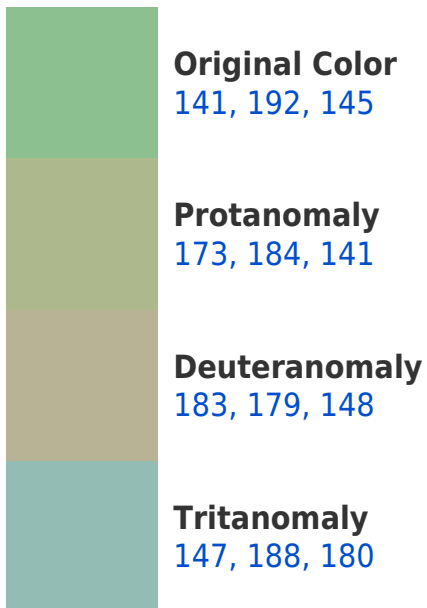 Original Color
141, 192, 145
Protanomaly
173, 184, 141
Deuteranomaly
183, 179, 148
Tritanomaly
147, 188, 180